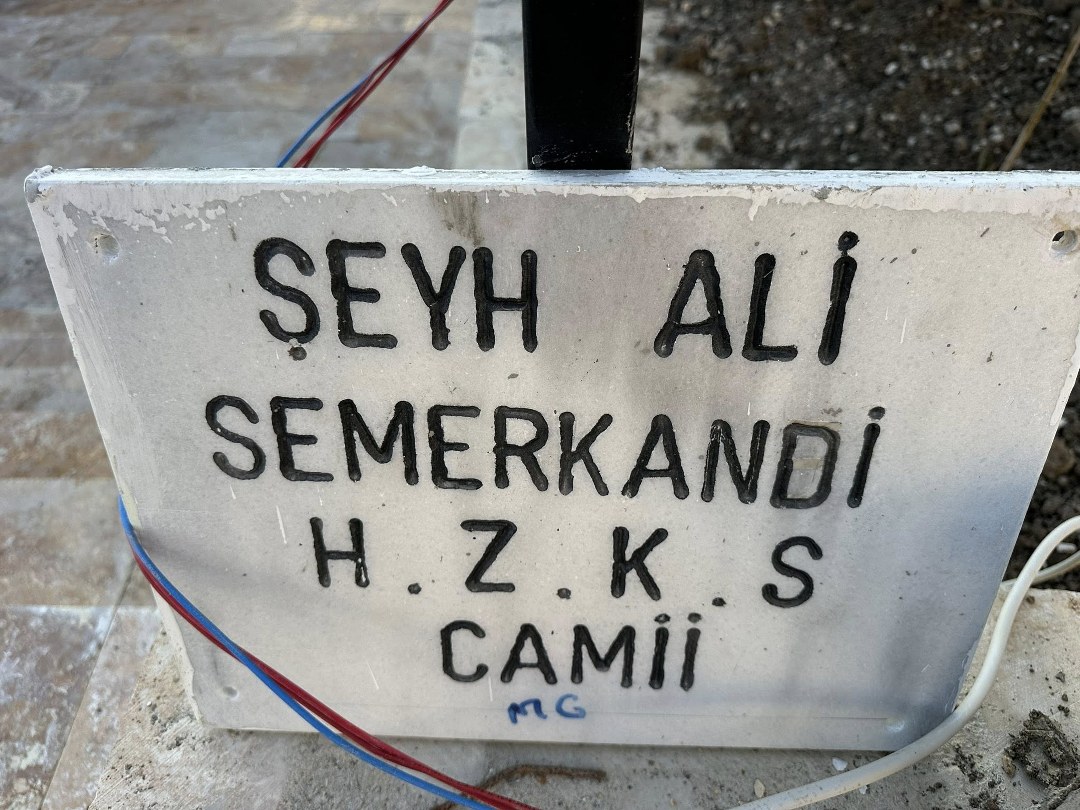 ŞEYH ALİ
SEMERKANDİ
H.Z.K.S
CAMİİ
MG